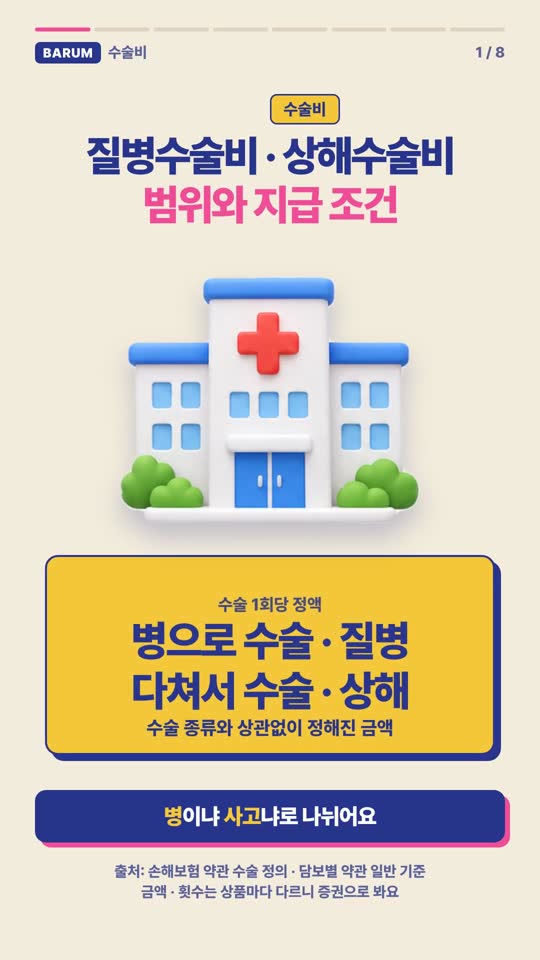 BARUM 수술비 1 / 8
수술비
질병수술비 · 상해수술비
범위와 지급 조건
수술 1회당 정액
병으로 수술 · 질병
다쳐서 수술 · 상해
수술 종류와 상관없이 정해진 금액
병이냐 사고냐로 나뉘어요
출처: 손해보험 약관 수술 정의 · 담보별 약관 일반 기준
금액 · 횟수는 상품마다 다르니 증권으로 봐요